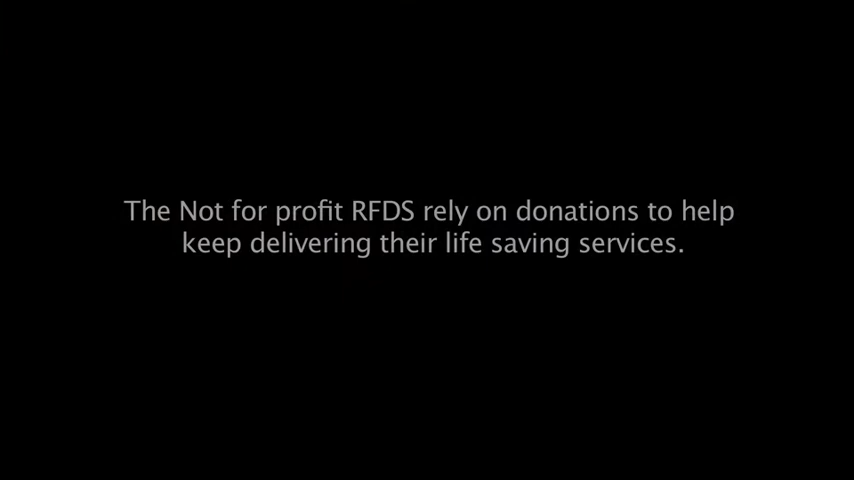 The Not for profit RFDS rely on donations to help
keep delivering their life saving services.